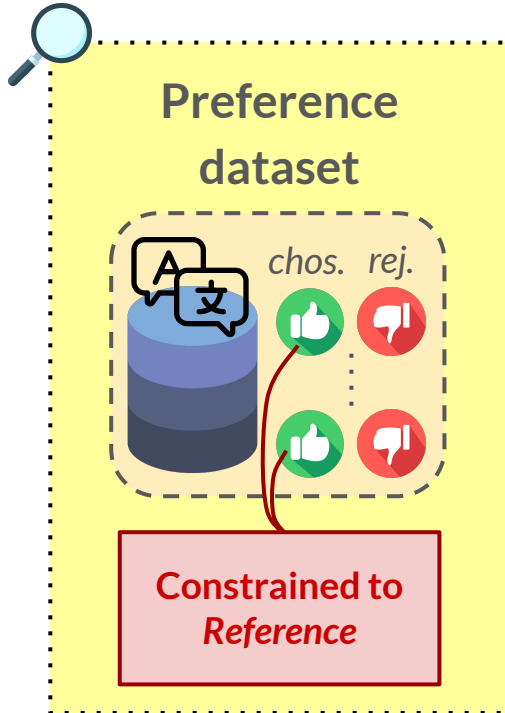 Preference
dataset
A
文
chos. rej.
Constrained to
Reference